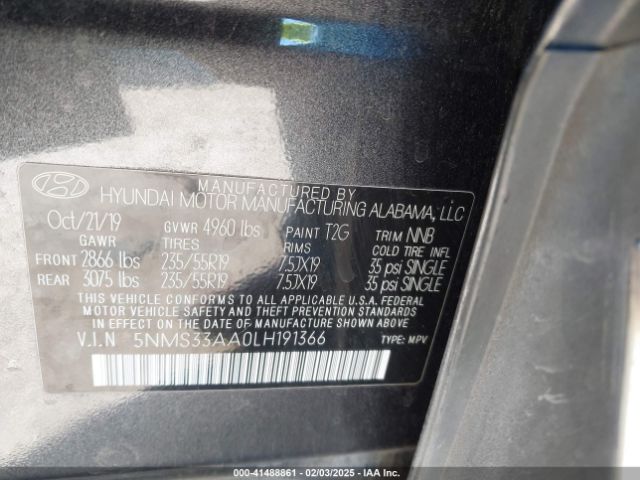 MANUFACTURED BY
HYUNDAI MOTOR MANUFACTURING ALABAMA, LLC
Oct/21/19 GVWR 4960 lbs PAINT T2G TRIM NNB
GAWR TIRES RIMS COLD TIRE INFL
FRONT 2866 lbs 235/55R19 7.5JX19 35 psi SINGLE
REAR 3075 lbs 235/55R19 7.5JX19 35 psi SINGLE
THIS VEHICLE CONFORMS TO ALL APPLICABLE U.S.A. FEDERAL
MOTOR VEHICLE SAFETY AND THEFT PREVENTION STANDARDS
IN EFFECT ON THE DATE OF MANUFACTURE SHOWN ABOVE.
V.I.N 5NMS33AA0LH191366 TYPE: MPV
00-41488861 - 02/03/2025 - IAA Inc.